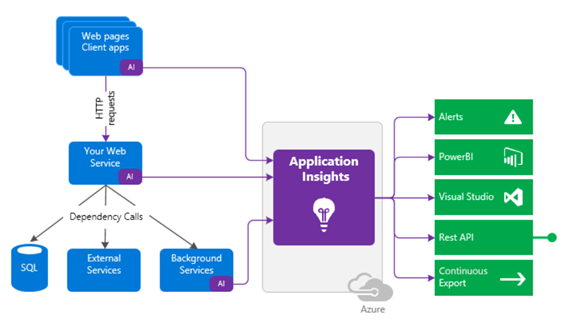 Web pages
Client apps
AI
HTTP
requests
Your Web
Service
AI
Dependency Calls
SQL
External
Services
Background
Services
AI
Application
Insights
Azure
Alerts
PowerBI
Visual Studio
Rest API
Continuous
Export